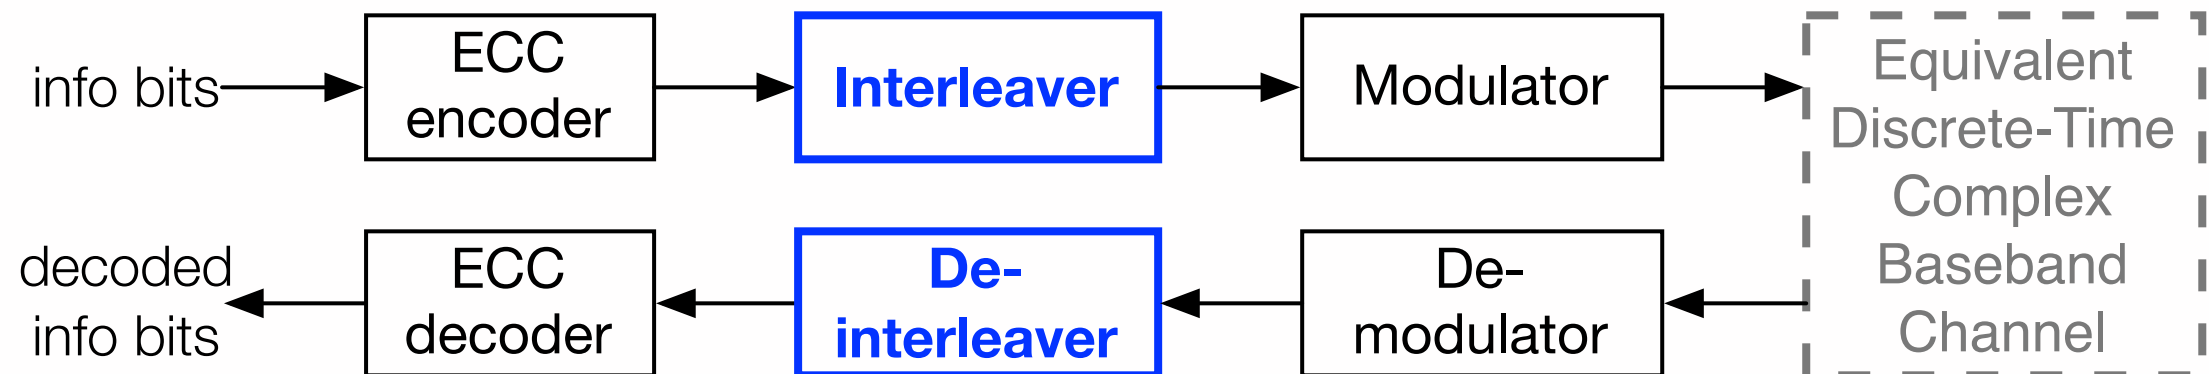 info bits
ECC
encoder
Interleaver
Modulator
Equivalent
Discrete-Time
Complex
Baseband
Channel
decoded
info bits
ECC
decoder
De-
interleaver
De-
modulator